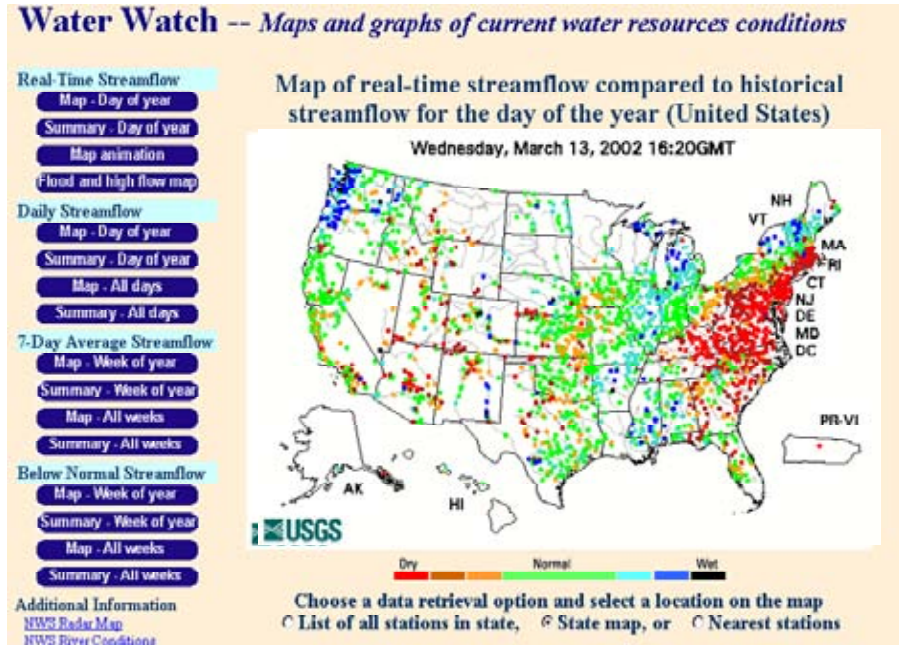 Water Watch -- Maps and graphs of current water resources conditions
Real-Time Streamflow
Map - Day of year
Summary - Day of year
Map animation
Flood and high flow map
Daily Streamflow
Map - Day of year
Summary - Day of year
Map - All days
Summary - All days
7-Day Average Streamflow
Map - Week of year
Summary - Week of year
Map - All weeks
Summary - All weeks
Below Normal Streamflow
Map - Week of year
Summary - Week of year
Map - All weeks
Summary - All weeks
Additional Information
NWS Radar Map
NWS River Conditions
Map of real-time streamflow compared to historical
streamflow for the day of the year (United States)
Wednesday, March 13, 2002 16:20GMT
NH
VT
MA
RI
CT
NJ
DE
MD
DC
PR-VI
AK
HI
USGS
Dry Normal Wet
Choose a data retrieval option and select a location on the map
List of all stations in state, State map, or Nearest stations